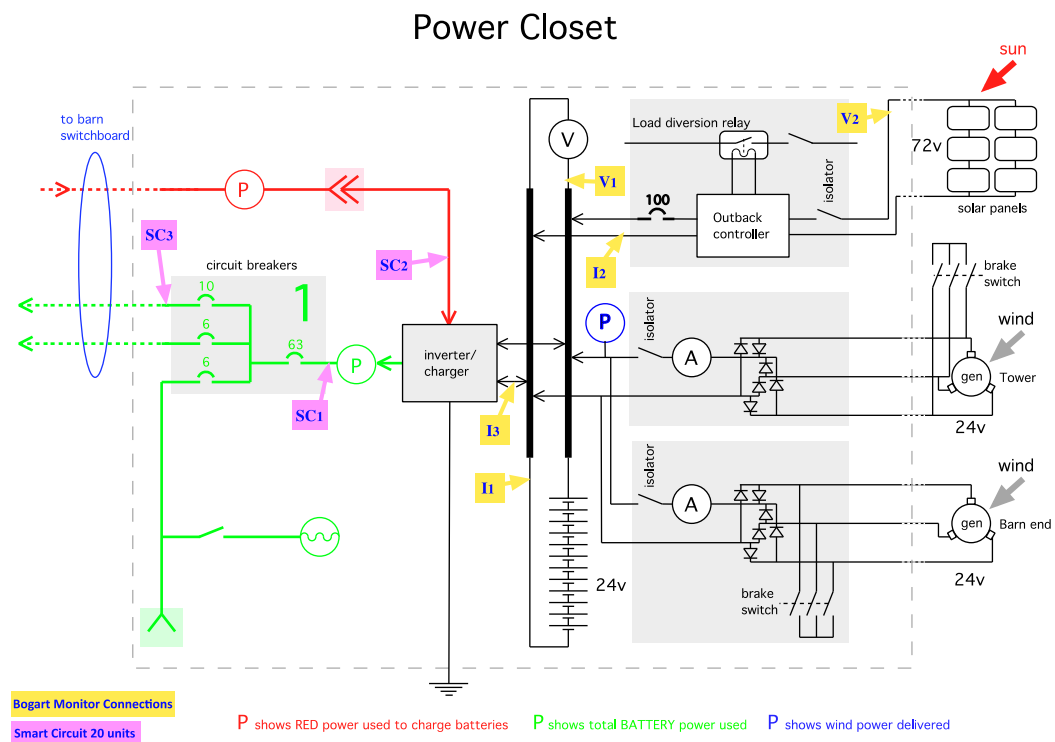 Power Closet
sun
to barn
switchboard
V
Load diversion relay
V2
72v
P
V1
isolator
100
Outback
controller
solar panels
SC3
SC2
I2
circuit breakers
10
1
6
63
6
P
inverter/
charger
P
isolator
A
brake
switch
wind
gen
Tower
24v
SC1
I3
I1
isolator
A
wind
gen
Barn end
24v
24v
brake
switch
Bogart Monitor Connections
Smart Circuit 20 units
P shows RED power used to charge batteries
P shows total BATTERY power used
P shows wind power delivered